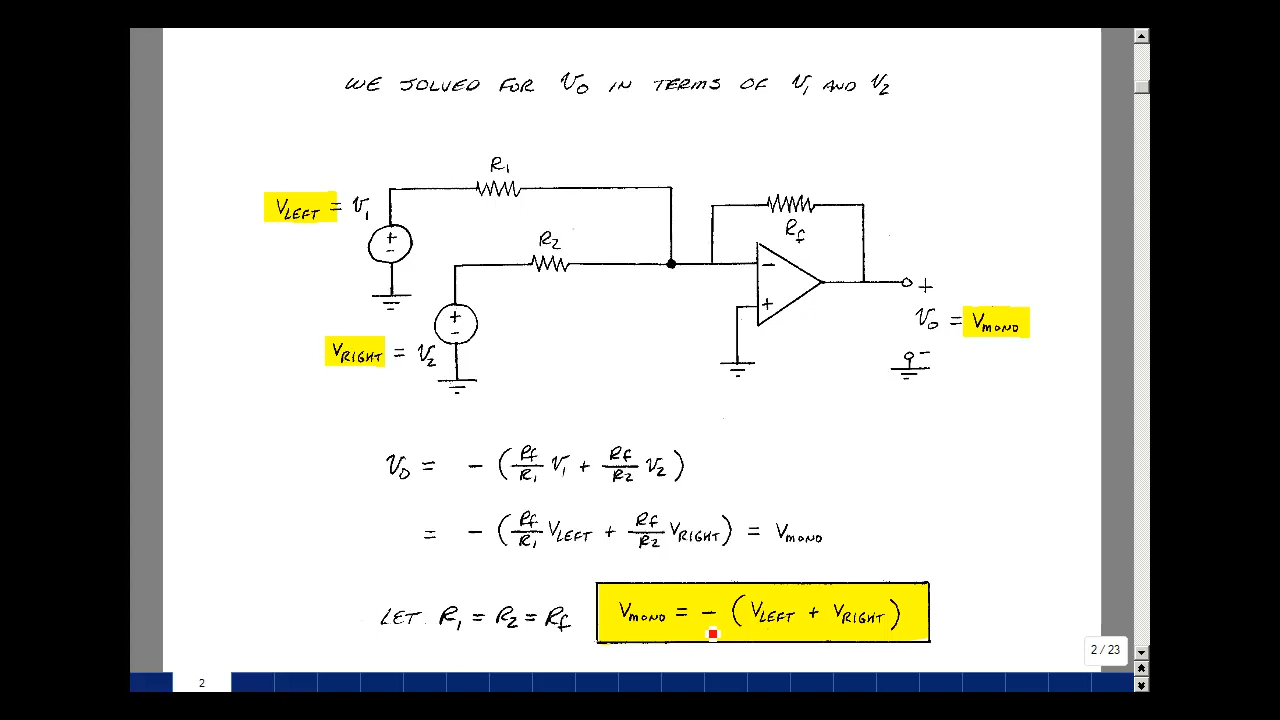 WE SOLVED FOR V0 IN TERMS OF V1 AND V2
R1
VLEFT = V1
+
-
R2
Rf
-
+
+
V0 = VMONO
-
+
-
VRIGHT = V2
V0 = - (Rf/R1 V1 + Rf/R2 V2)
= - (Rf/R1 VLEFT + Rf/R2 VRIGHT) = VMONO
LET R1 = R2 = Rf VMONO = - (VLEFT + VRIGHT)
2 / 23
2